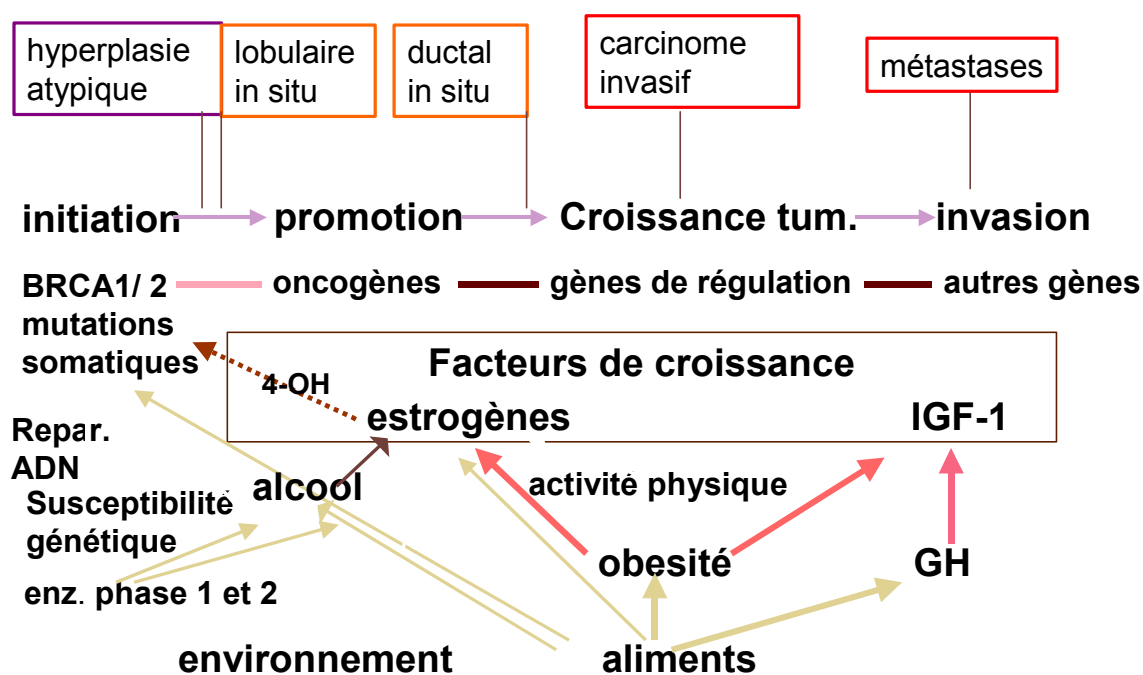 hyperplasie
atypique
lobulaire
in situ
ductal
in situ
carcinome
invasif
métastases
initiation
promotion
Croissance tum.
invasion
BRCA1/ 2
mutations
somatiques
oncogènes
gènes de régulation
autres gènes
Facteurs de croissance
4-OH
estrogènes
IGF-1
Repar.
ADN
Susceptibilité
génétique
alcool
activité physique
obesité
GH
enz. phase 1 et 2
environnement
aliments